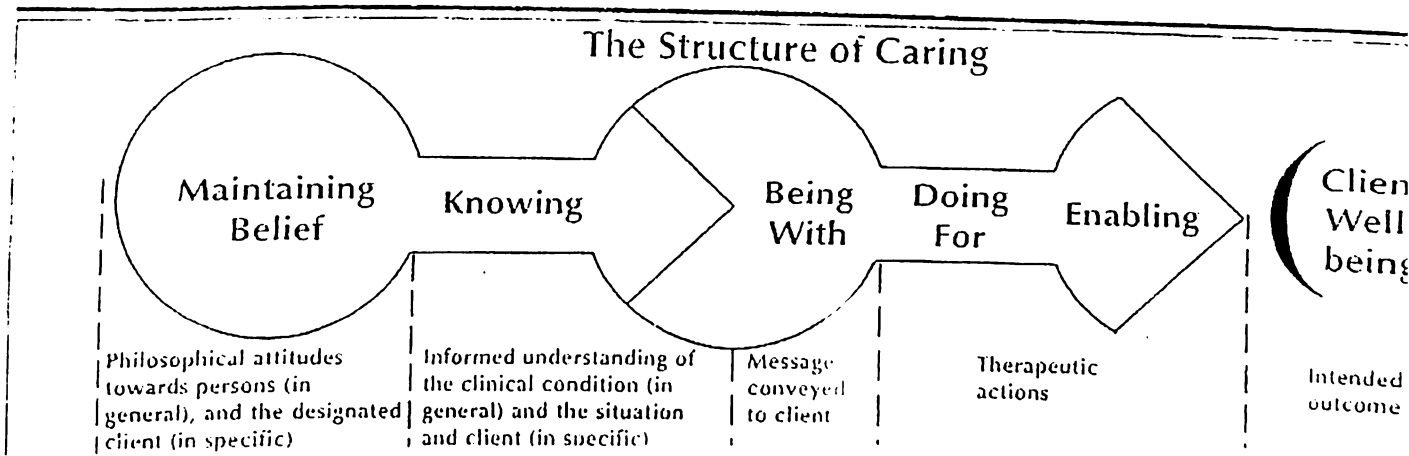 The Structure of Caring
Maintaining
Belief
Knowing
Being
With
Doing
For
Enabling
Clien
Well
being
Philosophical attitudes
towards persons (in
general), and the designated
client (in specific)
Informed understanding of
the clinical condition (in
general) and the situation
and client (in specific)
Message
conveyed
to client
Therapeutic
actions
Intended
outcome